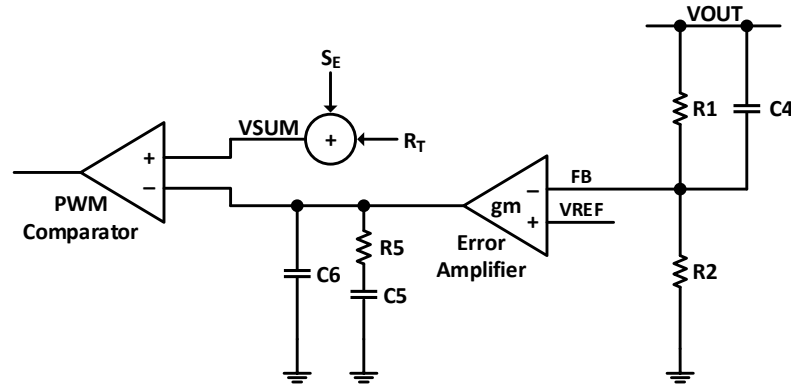 VOUT
SE
R1
C4
VSUM
+
RT
+
−
FB
−
gm
+
VREF
PWM
Comparator
Error
Amplifier
R5
R2
C6
C5